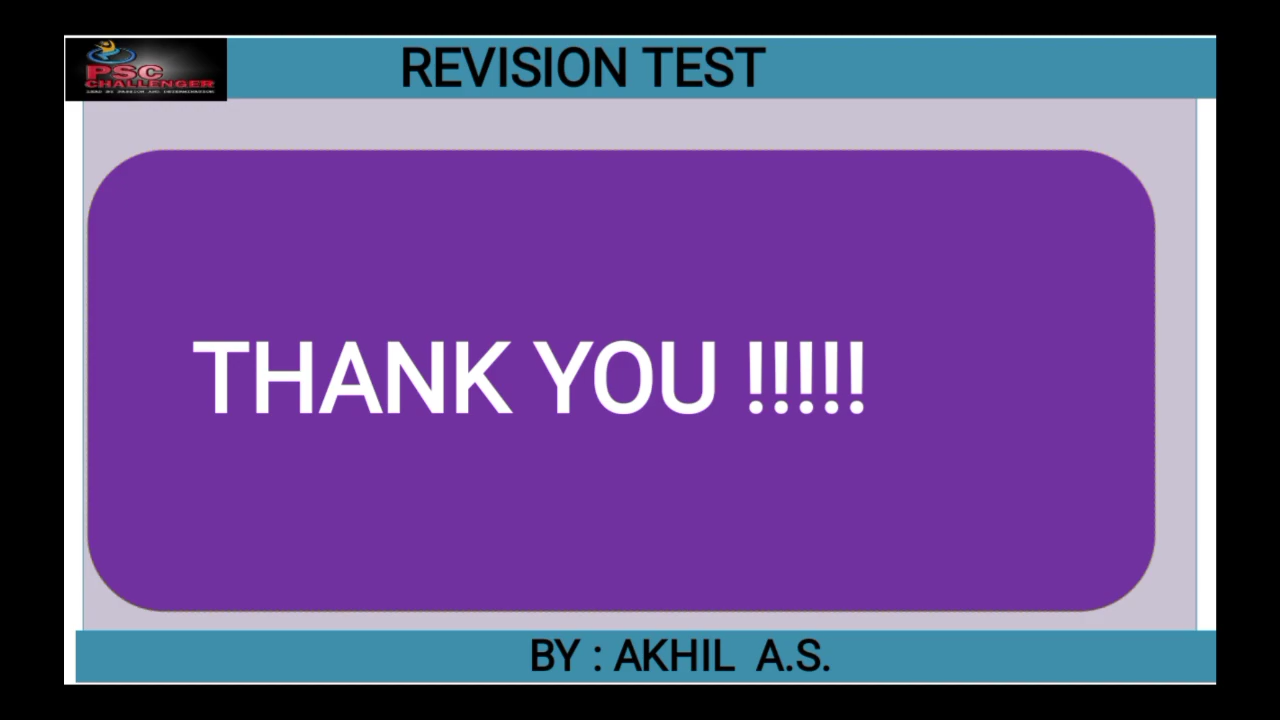 PSC
CHALLENGER
REVISION TEST
THANK YOU !!!!!
BY : AKHIL A.S.